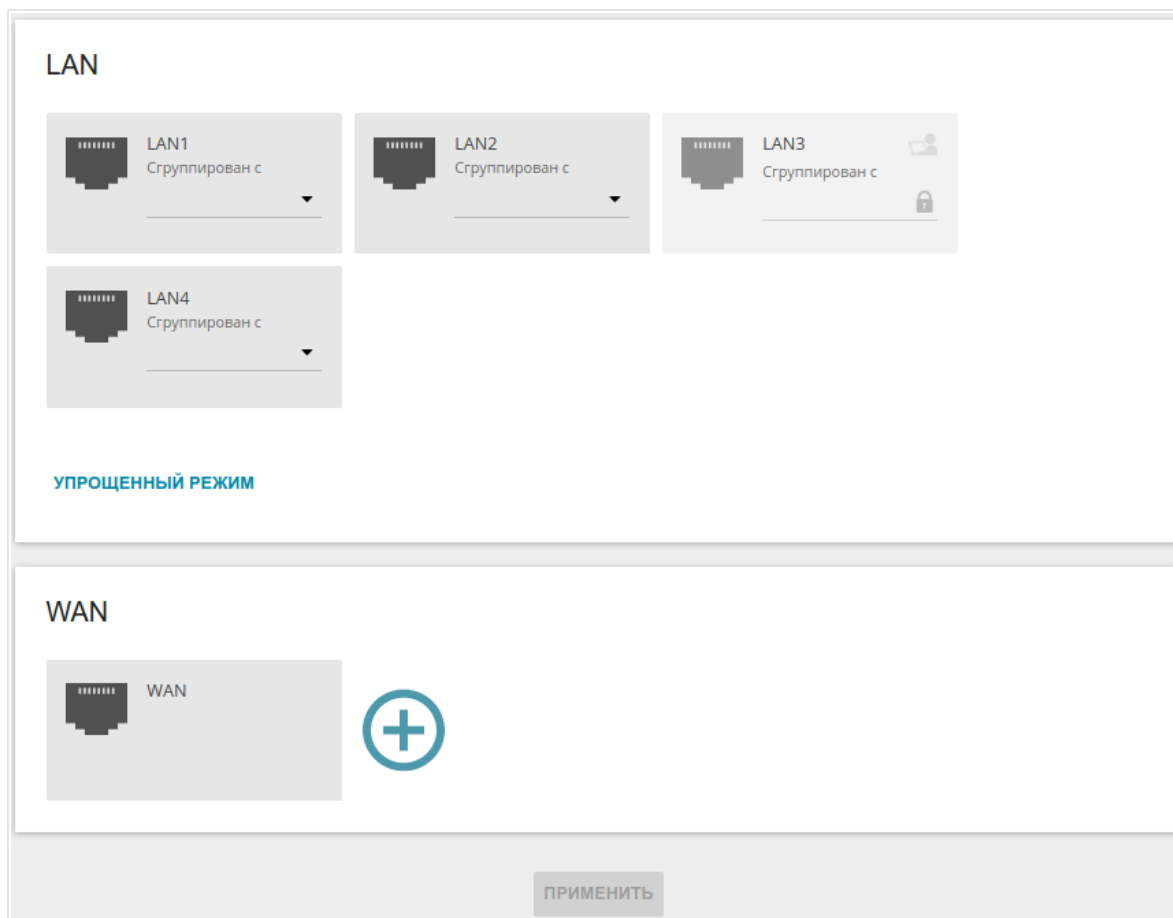 LAN
LAN1
Сгруппирован с
LAN2
Сгруппирован с
LAN3
Сгруппирован с
LAN4
Сгруппирован с
УПРОЩЕННЫЙ РЕЖИМ
WAN
WAN
ПРИМЕНИТЬ